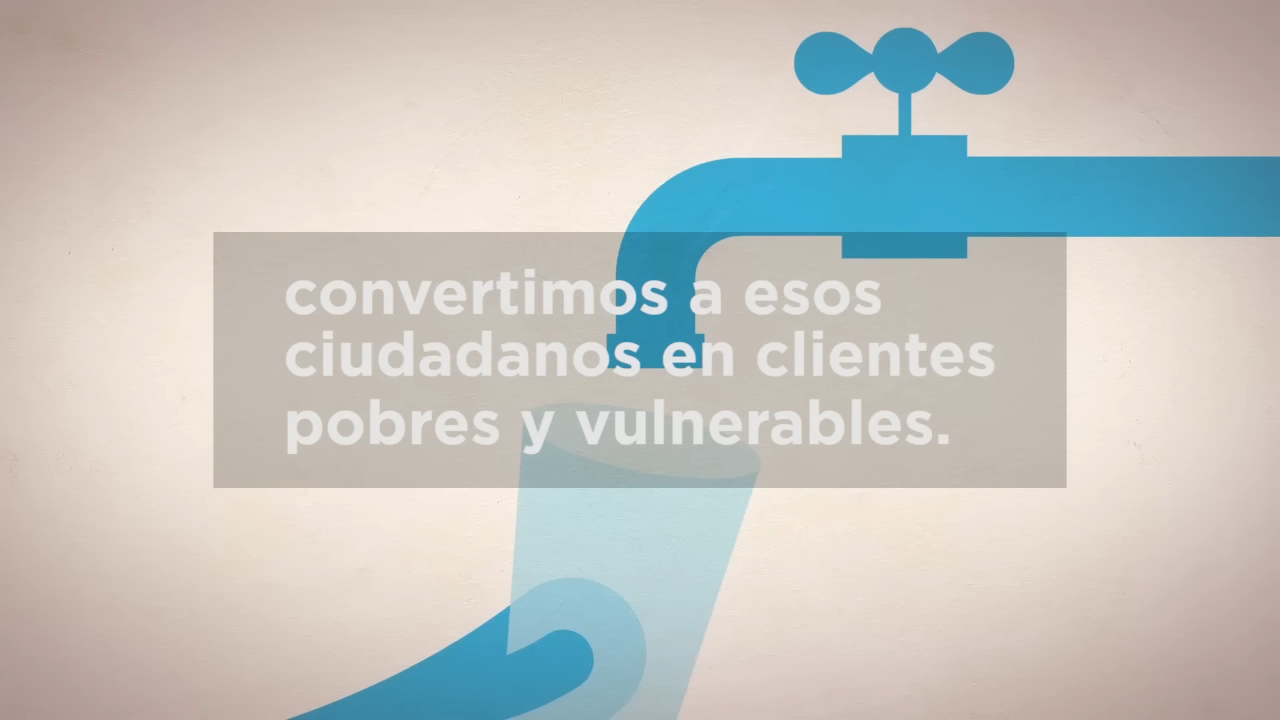 convertimos a esos
ciudadanos en clientes
pobres y vulnerables.